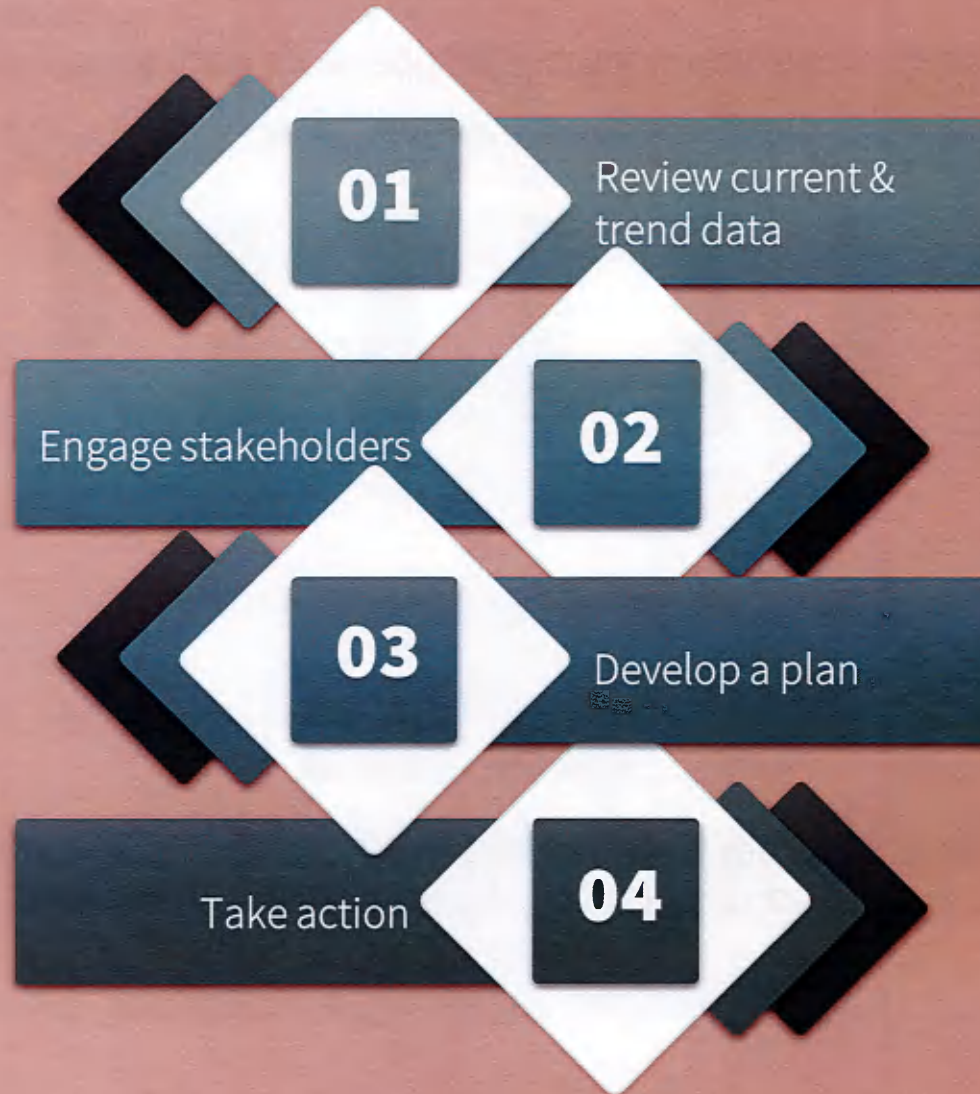 01
Review current &
trend data
Engage stakeholders
02
03
Develop a plan
Take action
04